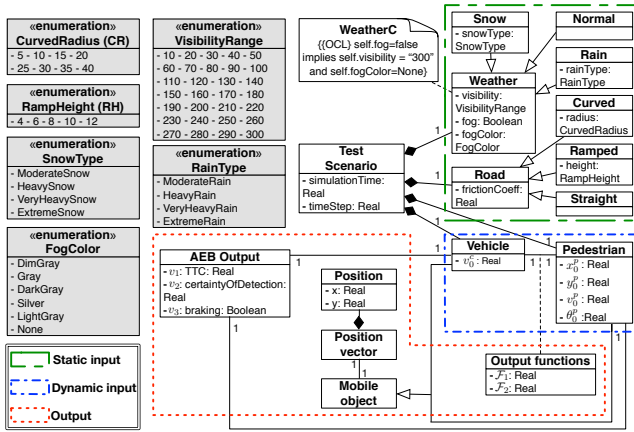 «enumeration»
CurvedRadius (CR)
- 5 - 10 - 15 - 20
- 25 - 30 - 35 - 40
«enumeration»
RampHeight (RH)
- 4 - 6 - 8 - 10 - 12
«enumeration»
SnowType
- ModerateSnow
- HeavySnow
- VeryHeavySnow
- ExtremeSnow
«enumeration»
FogColor
- DimGray
- Gray
- DarkGray
- Silver
- LightGray
- None
«enumeration»
VisibilityRange
- 10 - 20 - 30 - 40 - 50
- 60 - 70 - 80 - 90 - 100
- 110 - 120 - 130 - 140
- 150 - 160 - 170 - 180
- 190 - 200 - 210 - 220
- 230 - 240 - 250 - 260
- 270 - 280 - 290 - 300
«enumeration»
RainType
- ModerateRain
- HeavyRain
- VeryHeavyRain
- ExtremeRain
WeatherC
{{OCL} self.fog=false
implies self.visibility = “300”
and self.fogColor=None}
Snow
- snowType:
SnowType
Normal
Rain
- rainType:
RainType
Weather
- visibility:
VisibilityRange
- fog: Boolean
- fogColor:
FogColor
1
Curved
- radius:
CurvedRadius
Test
Scenario
- simulationTime:
Real
- timeStep: Real
1
Road
- frictionCoeff:
Real
Ramped
- height:
RampHeight
Straight
1
1
AEB Output
- v₁: TTC: Real
- v₂: certaintyOfDetection:
Real
- v₃: braking: Boolean
1
1
Position
- x: Real
- y: Real
Position
vector
1
1
Mobile
object
Vehicle
- v₀ᶜ : Real
1
1
Pedestrian
- x₀ᵖ : Real
- y₀ᵖ : Real
- v₀ᵖ : Real
- θ₀ᵖ : Real
1
1
Output functions
- F₁: Real
- F₂: Real
Static input
Dynamic input
Output